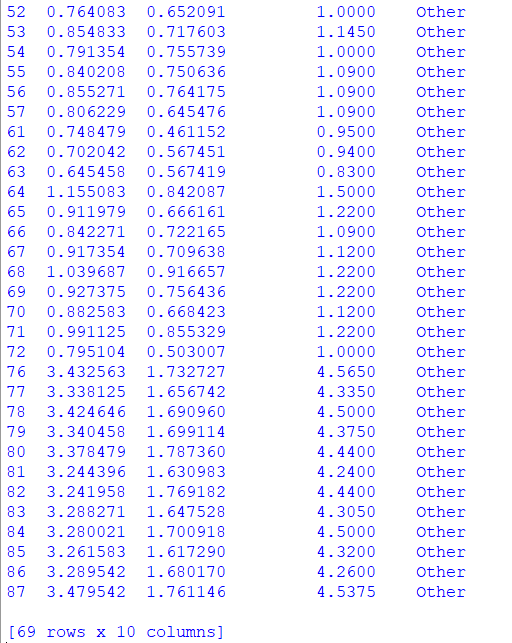 52  0.764083  0.652091         1.0000    Other
53  0.854833  0.717603         1.1450    Other
54  0.791354  0.755739         1.0000    Other
55  0.840208  0.750636         1.0900    Other
56  0.855271  0.764175         1.0900    Other
57  0.806229  0.645476         1.0900    Other
61  0.748479  0.461152         0.9500    Other
62  0.702042  0.567451         0.9400    Other
63  0.645458  0.567419         0.8300    Other
64  1.155083  0.842087         1.5000    Other
65  0.911979  0.666161         1.2200    Other
66  0.842271  0.722165         1.0900    Other
67  0.917354  0.709638         1.1200    Other
68  1.039687  0.916657         1.2200    Other
69  0.927375  0.756436         1.2200    Other
70  0.882583  0.668423         1.1200    Other
71  0.991125  0.855329         1.2200    Other
72  0.795104  0.503007         1.0000    Other
76  3.432563  1.732727         4.5650    Other
77  3.338125  1.656742         4.3350    Other
78  3.424646  1.690960         4.5000    Other
79  3.340458  1.699114         4.3750    Other
80  3.378479  1.787360         4.4400    Other
81  3.244396  1.630983         4.2400    Other
82  3.241958  1.769182         4.4400    Other
83  3.288271  1.647528         4.3050    Other
84  3.280021  1.700918         4.5000    Other
85  3.261583  1.617290         4.3200    Other
86  3.289542  1.680170         4.2600    Other
87  3.479542  1.761146         4.5375    Other
[69 rows x 10 columns]